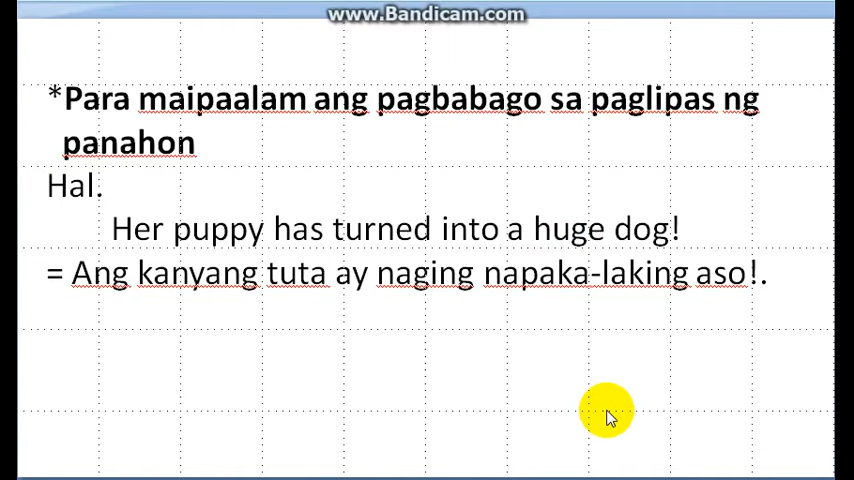 www.Bandicam.com
*Para maipaalam ang pagbabago sa paglipas ng
panahon
Hal.
Her puppy has turned into a huge dog!
= Ang kanyang tuta ay naging napaka-laking aso!.